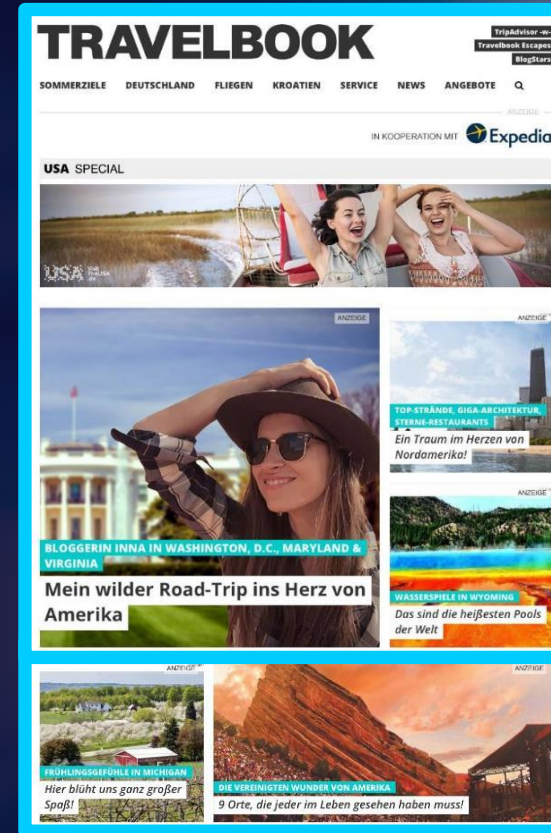 TRAVELBOOK
TripAdvisor -w-
Travelbook Escapes
BlogStars
SOMMERZIELE DEUTSCHLAND FLIEGEN KROATIEN SERVICE NEWS ANGEBOTE
ANZEIGE
IN KOOPERATION MIT Expedia
USA SPECIAL
USA
ANZEIGE
BLOGGERIN INNA IN WASHINGTON, D.C., MARYLAND &
VIRGINIA
Mein wilder Road-Trip ins Herz von
Amerika
ANZEIGE
TOP-STRÄNDE, GIGA-ARCHITEKTUR,
STERNE-RESTAURANTS
Ein Traum im Herzen von
Nordamerika!
ANZEIGE
WASSERSPIELE IN WYOMING
Das sind die heißesten Pools
der Welt
ANZEIGE
FRÜHLINGSGEFÜHLE IN MICHIGAN
Hier blüht uns ganz großer
Spaß!
ANZEIGE
DIE VEREINIGTEN WUNDER VON AMERIKA
9 Orte, die jeder im Leben gesehen haben muss!